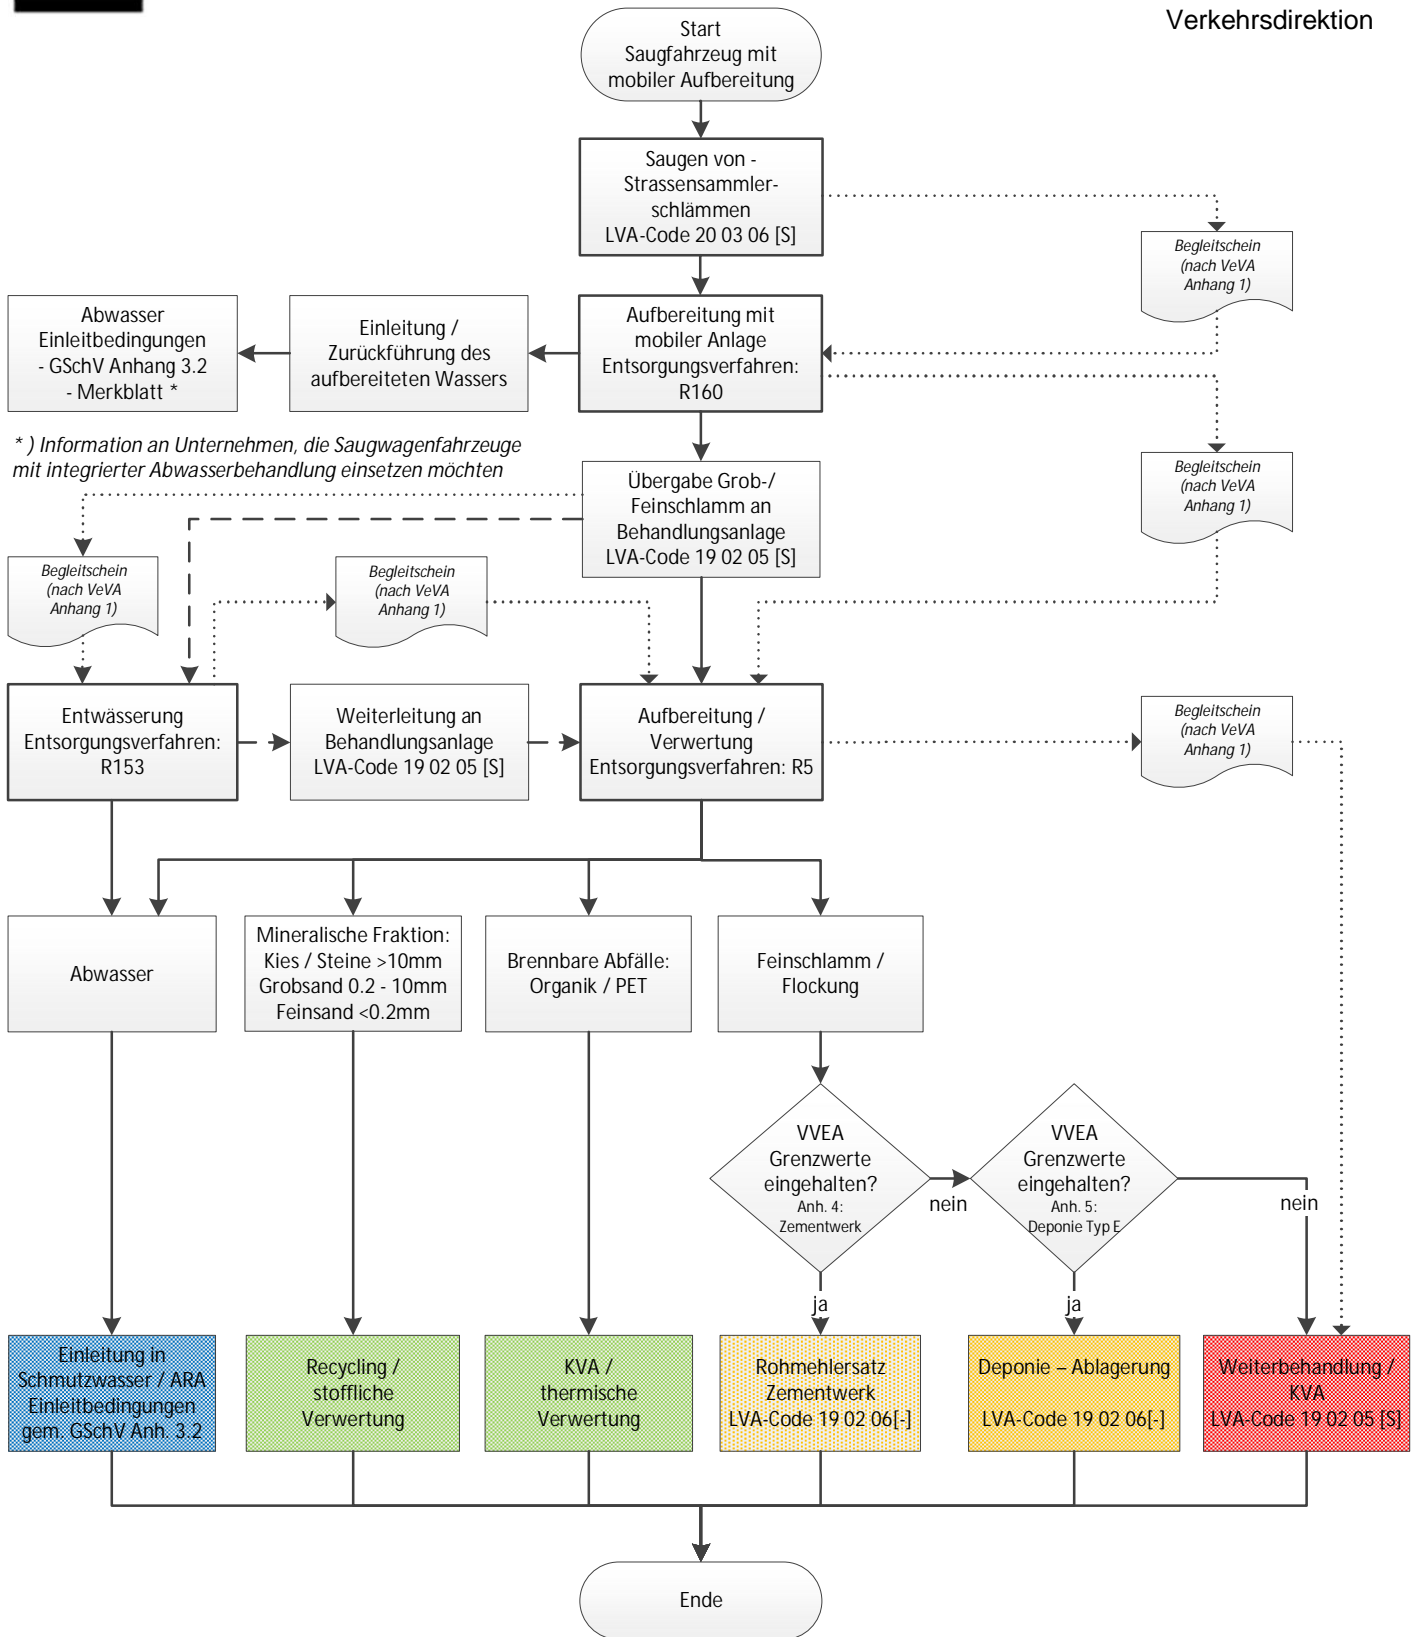 Verkehrsdirektion
Start
Saugfahrzeug mit
mobiler Aufbereitung
Saugen von -
Strassensammler-
schlämmen
LVA-Code 20 03 06 [S]
Begleitschein
(nach VeVA
Anhang 1)
Abwasser
Einleitbedingungen
- GSchV Anhang 3.2
- Merkblatt *
Einleitung /
Zurückführung des
aufbereiteten Wassers
Aufbereitung mit
mobiler Anlage
Entsorgungsverfahren:
R160
* ) Information an Unternehmen, die Saugwagenfahrzeuge
mit integrierter Abwasserbehandlung einsetzen möchten
Übergabe Grob-/
Feinschlamm an
Behandlungsanlage
LVA-Code 19 02 05 [S]
Begleitschein
(nach VeVA
Anhang 1)
Begleitschein
(nach VeVA
Anhang 1)
Begleitschein
(nach VeVA
Anhang 1)
Entwässerung
Entsorgungsverfahren:
R153
Weiterleitung an
Behandlungsanlage
LVA-Code 19 02 05 [S]
Aufbereitung /
Verwertung
Entsorgungsverfahren: R5
Begleitschein
(nach VeVA
Anhang 1)
Abwasser
Mineralische Fraktion:
Kies / Steine >10mm
Grobsand 0.2 - 10mm
Feinsand <0.2mm
Brennbare Abfälle:
Organik / PET
Feinschlamm /
Flockung
VVEA
Grenzwerte
eingehalten?
Anh. 4:
Zementwerk
nein
VVEA
Grenzwerte
eingehalten?
Anh. 5:
Deponie Typ E
nein
ja
ja
Einleitung in
Schmutzwasser / ARA
Einleitbedingungen
gem. GSchV Anh. 3.2
Recycling /
stoffliche
Verwertung
KVA /
thermische
Verwertung
Rohmehlersatz
Zementwerk
LVA-Code 19 02 06[-]
Deponie – Ablagerung
LVA-Code 19 02 06[-]
Weiterbehandlung /
KVA
LVA-Code 19 02 05 [S]
Ende